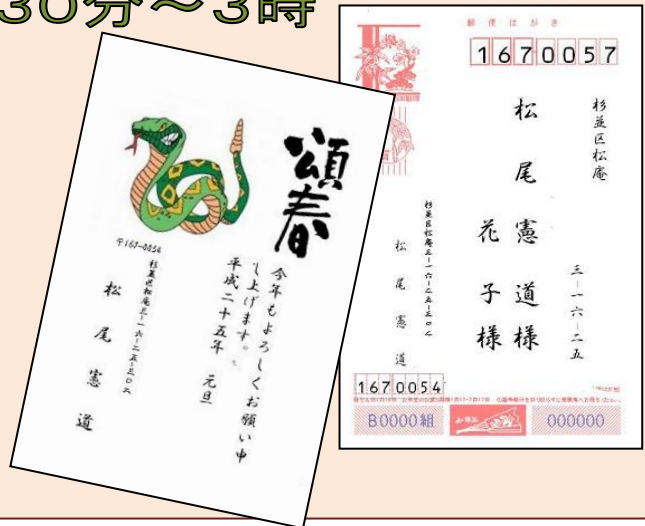 30分〜3時
頌春
今年もよろしくお願い申
し上げます。
平成二十五年 元旦
〒167-0054
杉並区松庵三-一六-二五-三〇二
松尾憲道
郵便はがき
1670057
杉並区松庵
三-一六-二五
松尾憲道様
花子様
杉並区松庵三-一六-二五-三〇二
松尾憲道
1670054
B0000組
000000